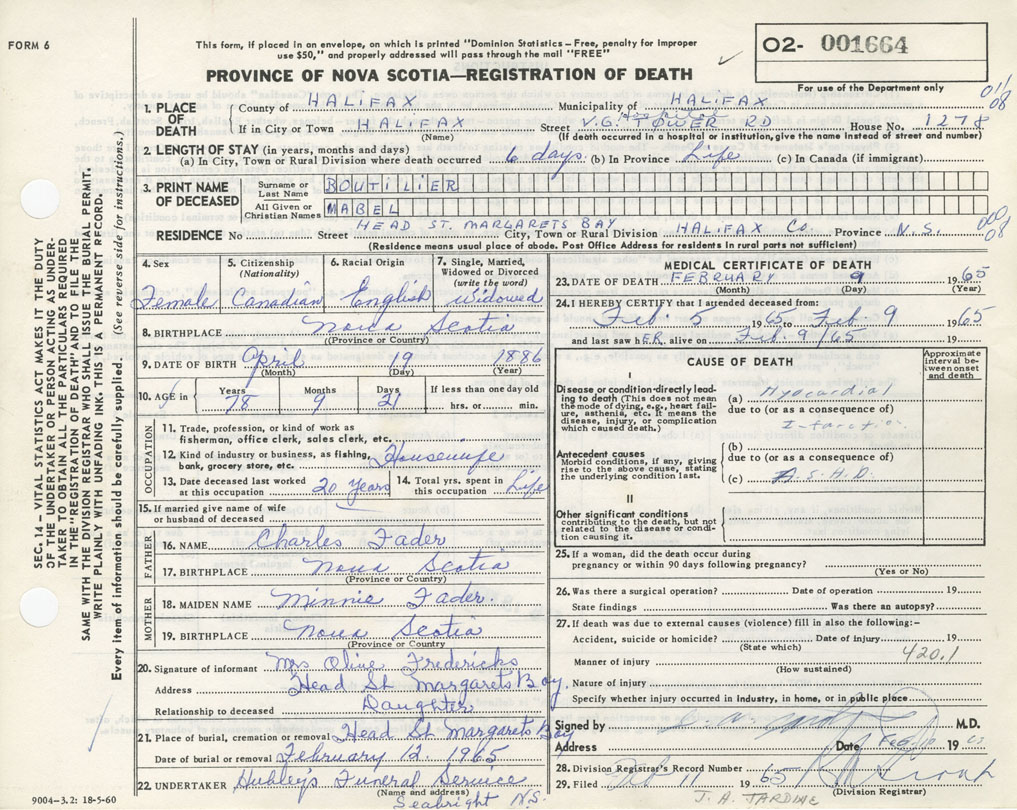 FORM 6
This form, if placed in an envelope, on which is printed "Dominion Statistics—Free, penalty for improper
use $50," and properly addressed will pass through the mail "FREE"
O2- 001664
For use of the Department only
PROVINCE OF NOVA SCOTIA—REGISTRATION OF DEATH
01/08
1. PLACE OF DEATH County of HALIFAX Municipality of HALIFAX
If in City or Town HALIFAX (Name) Street V.G. TOWER RD House No. 1278
(If death occurred in a hospital or institution, give the name instead of street and number)
2. LENGTH OF STAY (in years, months and days)
(a) In City, Town or Rural Division where death occurred 6 days (b) In Province Life (c) In Canada (if immigrant)
3. PRINT NAME OF DECEASED Surname or Last Name BOUTILIER
All Given or Christian Names MABEL
RESIDENCE No Street HEAD ST. MARGARETS BAY City, Town or Rural Division HALIFAX Co. Province N.S.
(Residence means usual place of abode. Post Office Address for residents in rural parts not sufficient)
4. Sex 5. Citizenship (Nationality) 6. Racial Origin 7. Single, Married, Widowed or Divorced (write the word)
Female Canadian English Widowed
8. BIRTHPLACE Nova Scotia
(Province or Country)
9. DATE OF BIRTH April 19 1886
(Month) (Day) (Year)
10. AGE in Years Months Days If less than one day old
78 9 21 hrs. or min.
OCCUPATION
11. Trade, profession, or kind of work as
fisherman, office clerk, sales clerk, etc.
12. Kind of industry or business, as fishing,
bank, grocery store, etc. Housewife
13. Date deceased last worked at this occupation 20 Years 14. Total yrs. spent in this occupation Life
15. If married give name of wife
or husband of deceased
FATHER
16. NAME Charles Fader
17. BIRTHPLACE Nova Scotia
(Province or Country)
MOTHER
18. MAIDEN NAME Minnie Fader
19. BIRTHPLACE Nova Scotia
(Province or Country)
20. Signature of informant Mrs Olive Fredericks
Address Head St Margarets Bay.
Relationship to deceased Daughter
21. Place of burial, cremation or removal Head St Margarets Bay
Date of burial or removal February 12, 1965
22. UNDERTAKER Hubley's Funeral Service
(Name and address)
Seabright N.S.
9004-3.2: 18-5-60
MEDICAL CERTIFICATE OF DEATH
23. DATE OF DEATH FEBRUARY 9 1965
(Month) (Day) (Year)
24. I HEREBY CERTIFY that I attended deceased from:
Feb. 5 1965 to Feb. 9 1965
and last saw hER alive on Feb. 9/65 19
CAUSE OF DEATH
Approximate interval between onset and death
I
Disease or condition directly leading to death (This does not mean the mode of dying, e.g., heart failure, asthenia, etc. It means the disease, injury, or complication which caused death.)
(a) Myocardial
due to (or as a consequence of)
Infarction
Antecedent causes
Morbid conditions, if any, giving rise to the above cause, stating the underlying condition last.
(b)
due to (or as a consequence of)
(c) A.S.H.D.
II
Other significant conditions
contributing to the death, but not related to the disease or condition causing it.
25. If a woman, did the death occur during
pregnancy or within 90 days following pregnancy?
(Yes or No)
26. Was there a surgical operation? Date of operation 19
State findings Was there an autopsy?
27. If death was due to external causes (violence) fill in also the following:-
Accident, suicide or homicide? Date of injury 19
(State which)
420.1
Manner of injury
(How sustained)
Nature of injury
Specify whether injury occurred in industry, in home, or in public place
Signed by M.D.
Address Date Feb 19
28. Division Registrar's Record Number
29. Filed Feb 11 1965
(Division Registrar)
J. A. JARDINE
SEC. 14 – VITAL STATISTICS ACT MAKES IT THE DUTY
OF THE UNDERTAKER OR PERSON ACTING AS UNDER-
TAKER TO OBTAIN ALL THE PARTICULARS REQUIRED
IN THE "REGISTRATION OF DEATH" AND TO FILE THE
SAME WITH THE DIVISION REGISTRAR WHO SHALL ISSUE THE BURIAL PERMIT.
WRITE PLAINLY WITH UNFADING INK. THIS IS A PERMANENT RECORD.
Every item of information should be carefully supplied. (See reverse side for instructions.)